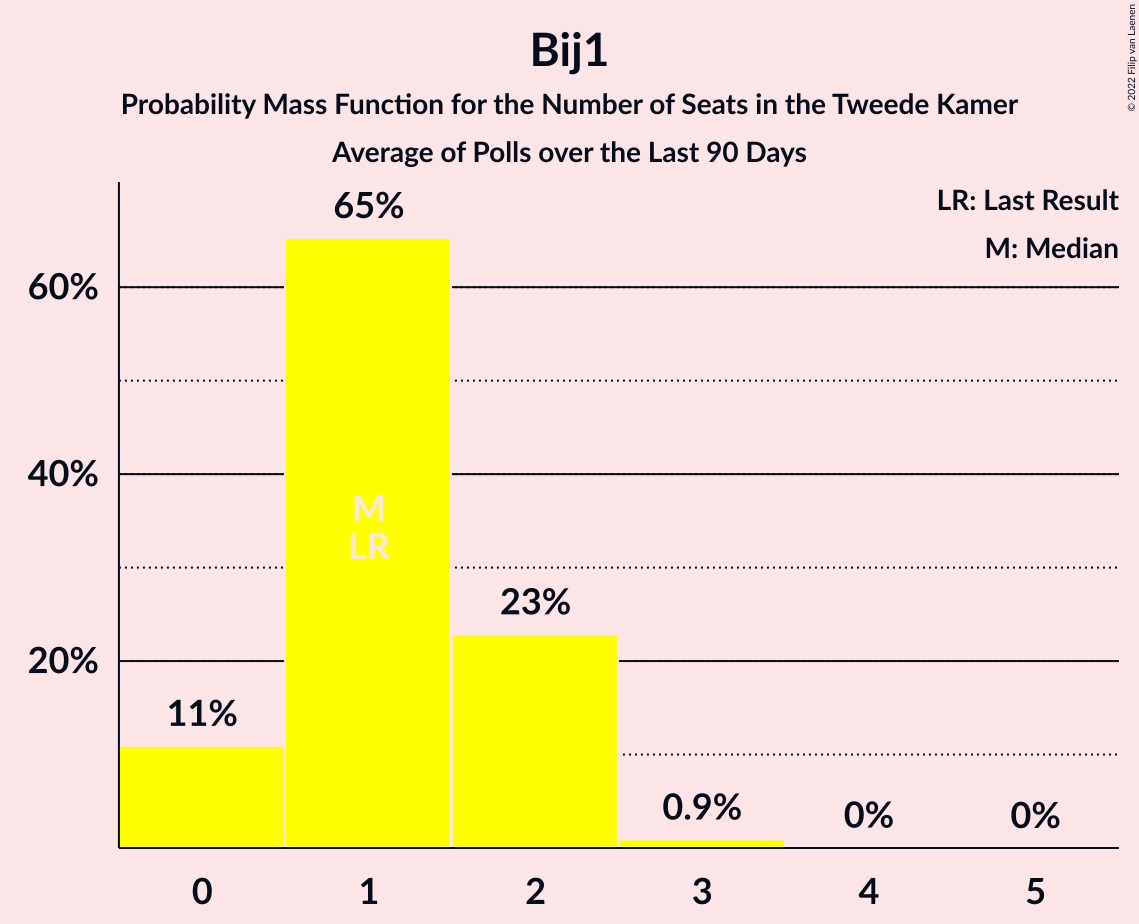 Bij1
Probability Mass Function for the Number of Seats in the Tweede Kamer
Average of Polls over the Last 90 Days
© 2022 Filip van Laenen
LR: Last Result
M: Median
65%
60%
40%
M
LR
23%
20%
11%
0.9%
0%
0%
0 1 2 3 4 5